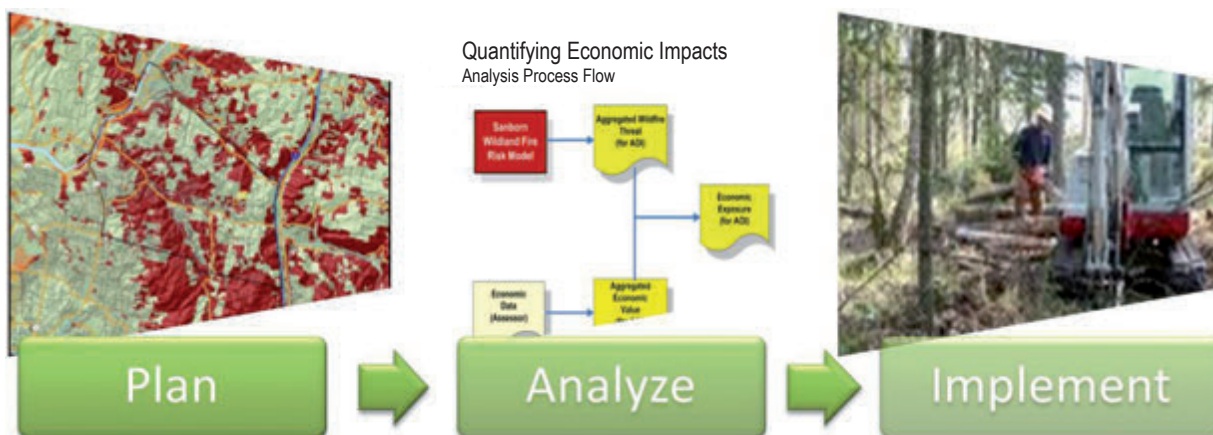 Quantifying Economic Impacts
Analysis Process Flow
Sanborn
Wildland Fire
Risk Model
Aggregated Wildfire
Threat
(for AOI)
Economic
Exposure
(for AOI)
Economic
Data
(Assessor)
Aggregated
Economic
Value
Plan
Analyze
Implement